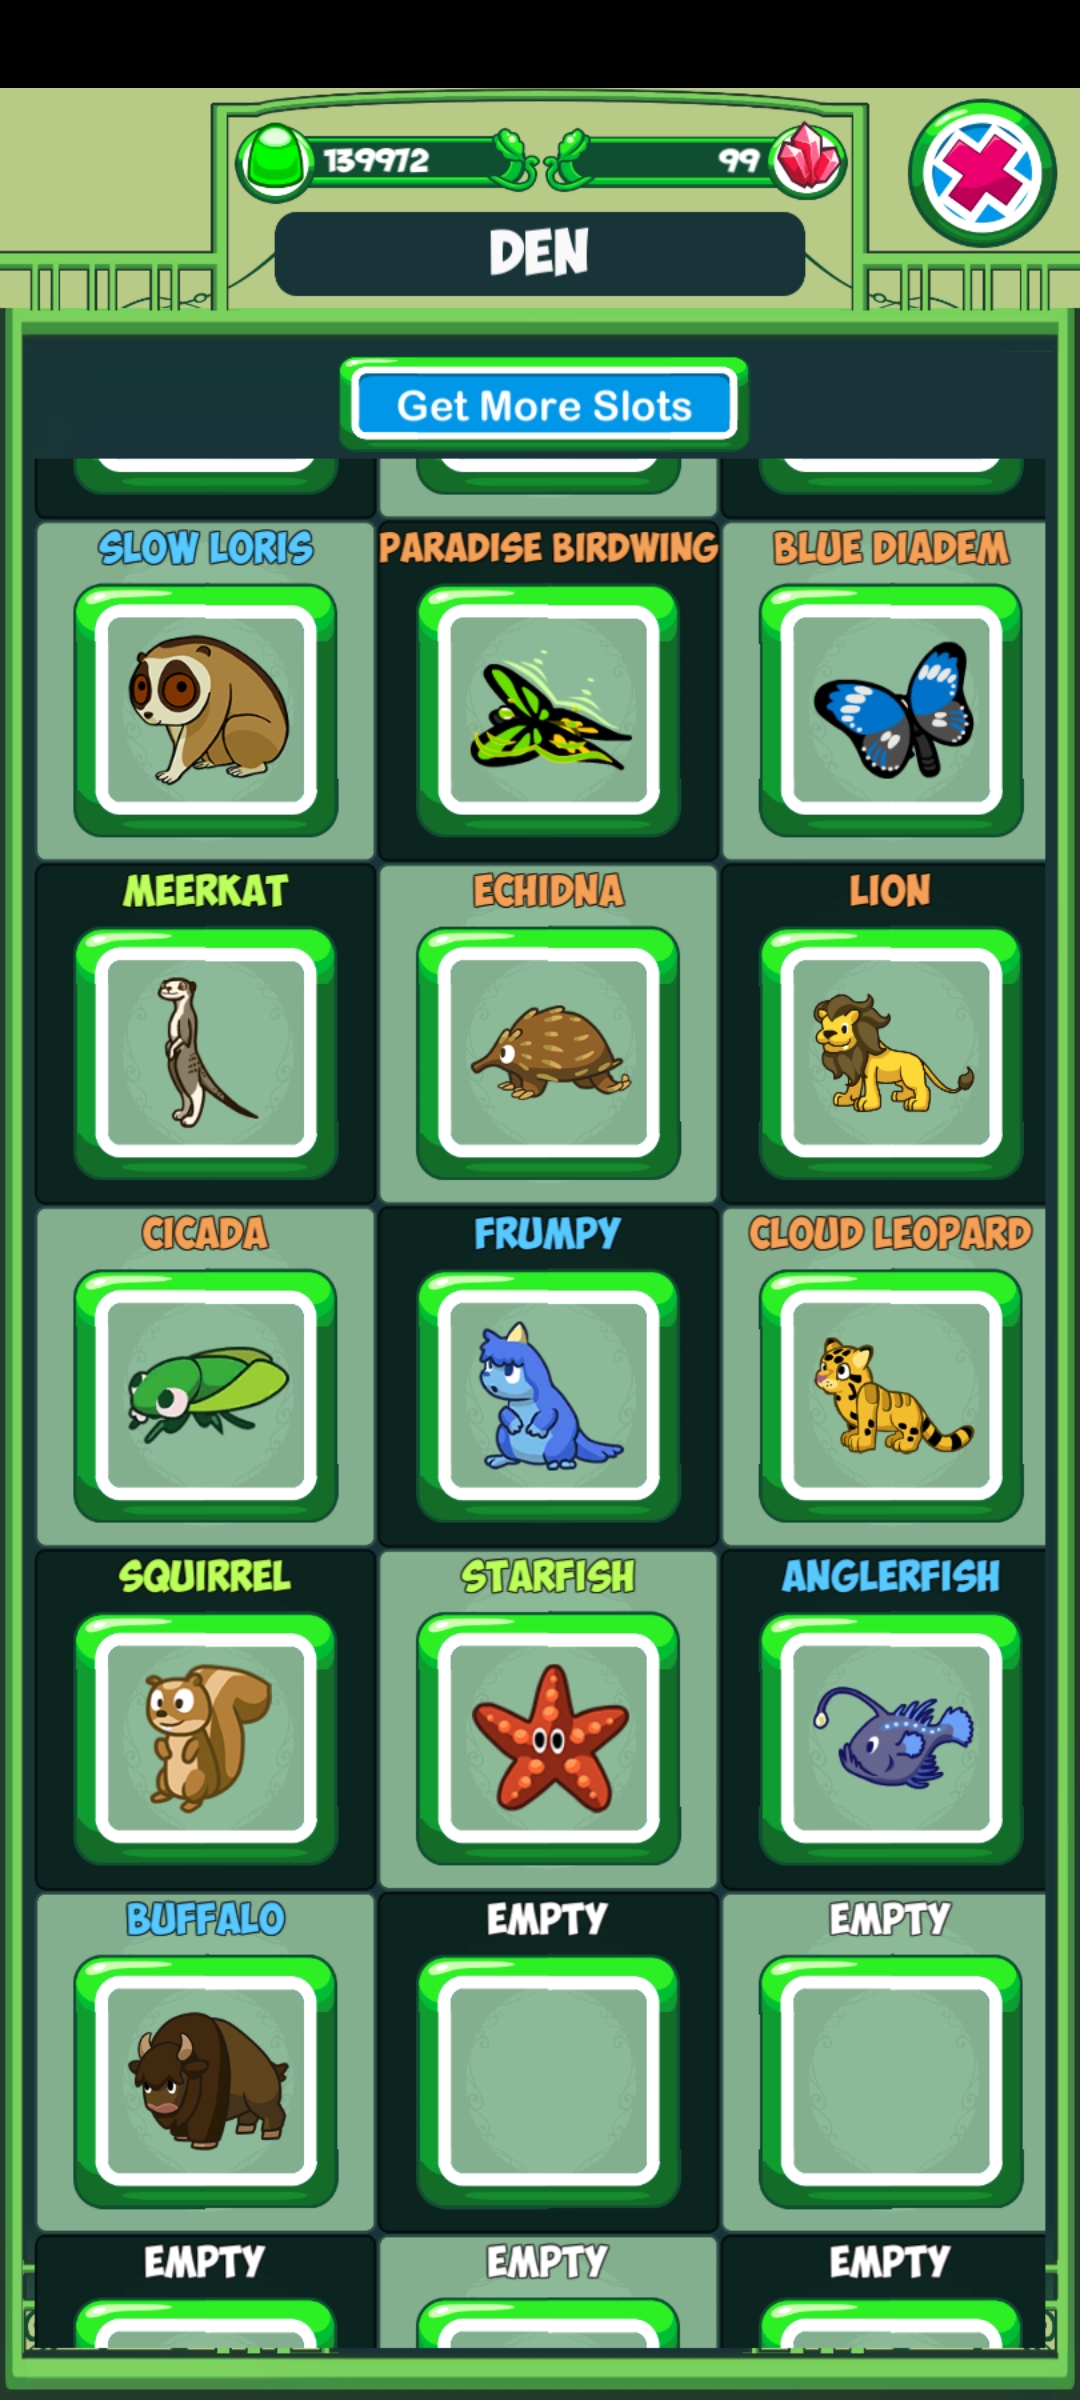 139972
99
DEN
Get More Slots
SLOW LORIS
PARADISE BIRDWING
BLUE DIADEM
MEERKAT
ECHIDNA
LION
CICADA
FRUMPY
CLOUD LEOPARD
SQUIRREL
STARFISH
ANGLERFISH
BUFFALO
EMPTY
EMPTY
EMPTY
EMPTY
EMPTY